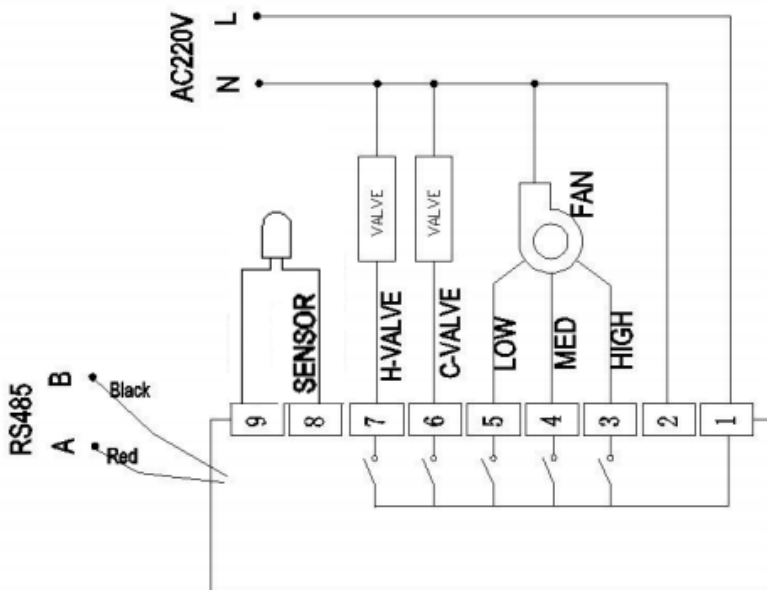 AC220V
L
N
VALVE
VALVE
FAN
SENSOR
H-VALVE
C-VALVE
LOW
MED
HIGH
RS485
B
Black
A
Red
9
8
7
6
5
4
3
2
1